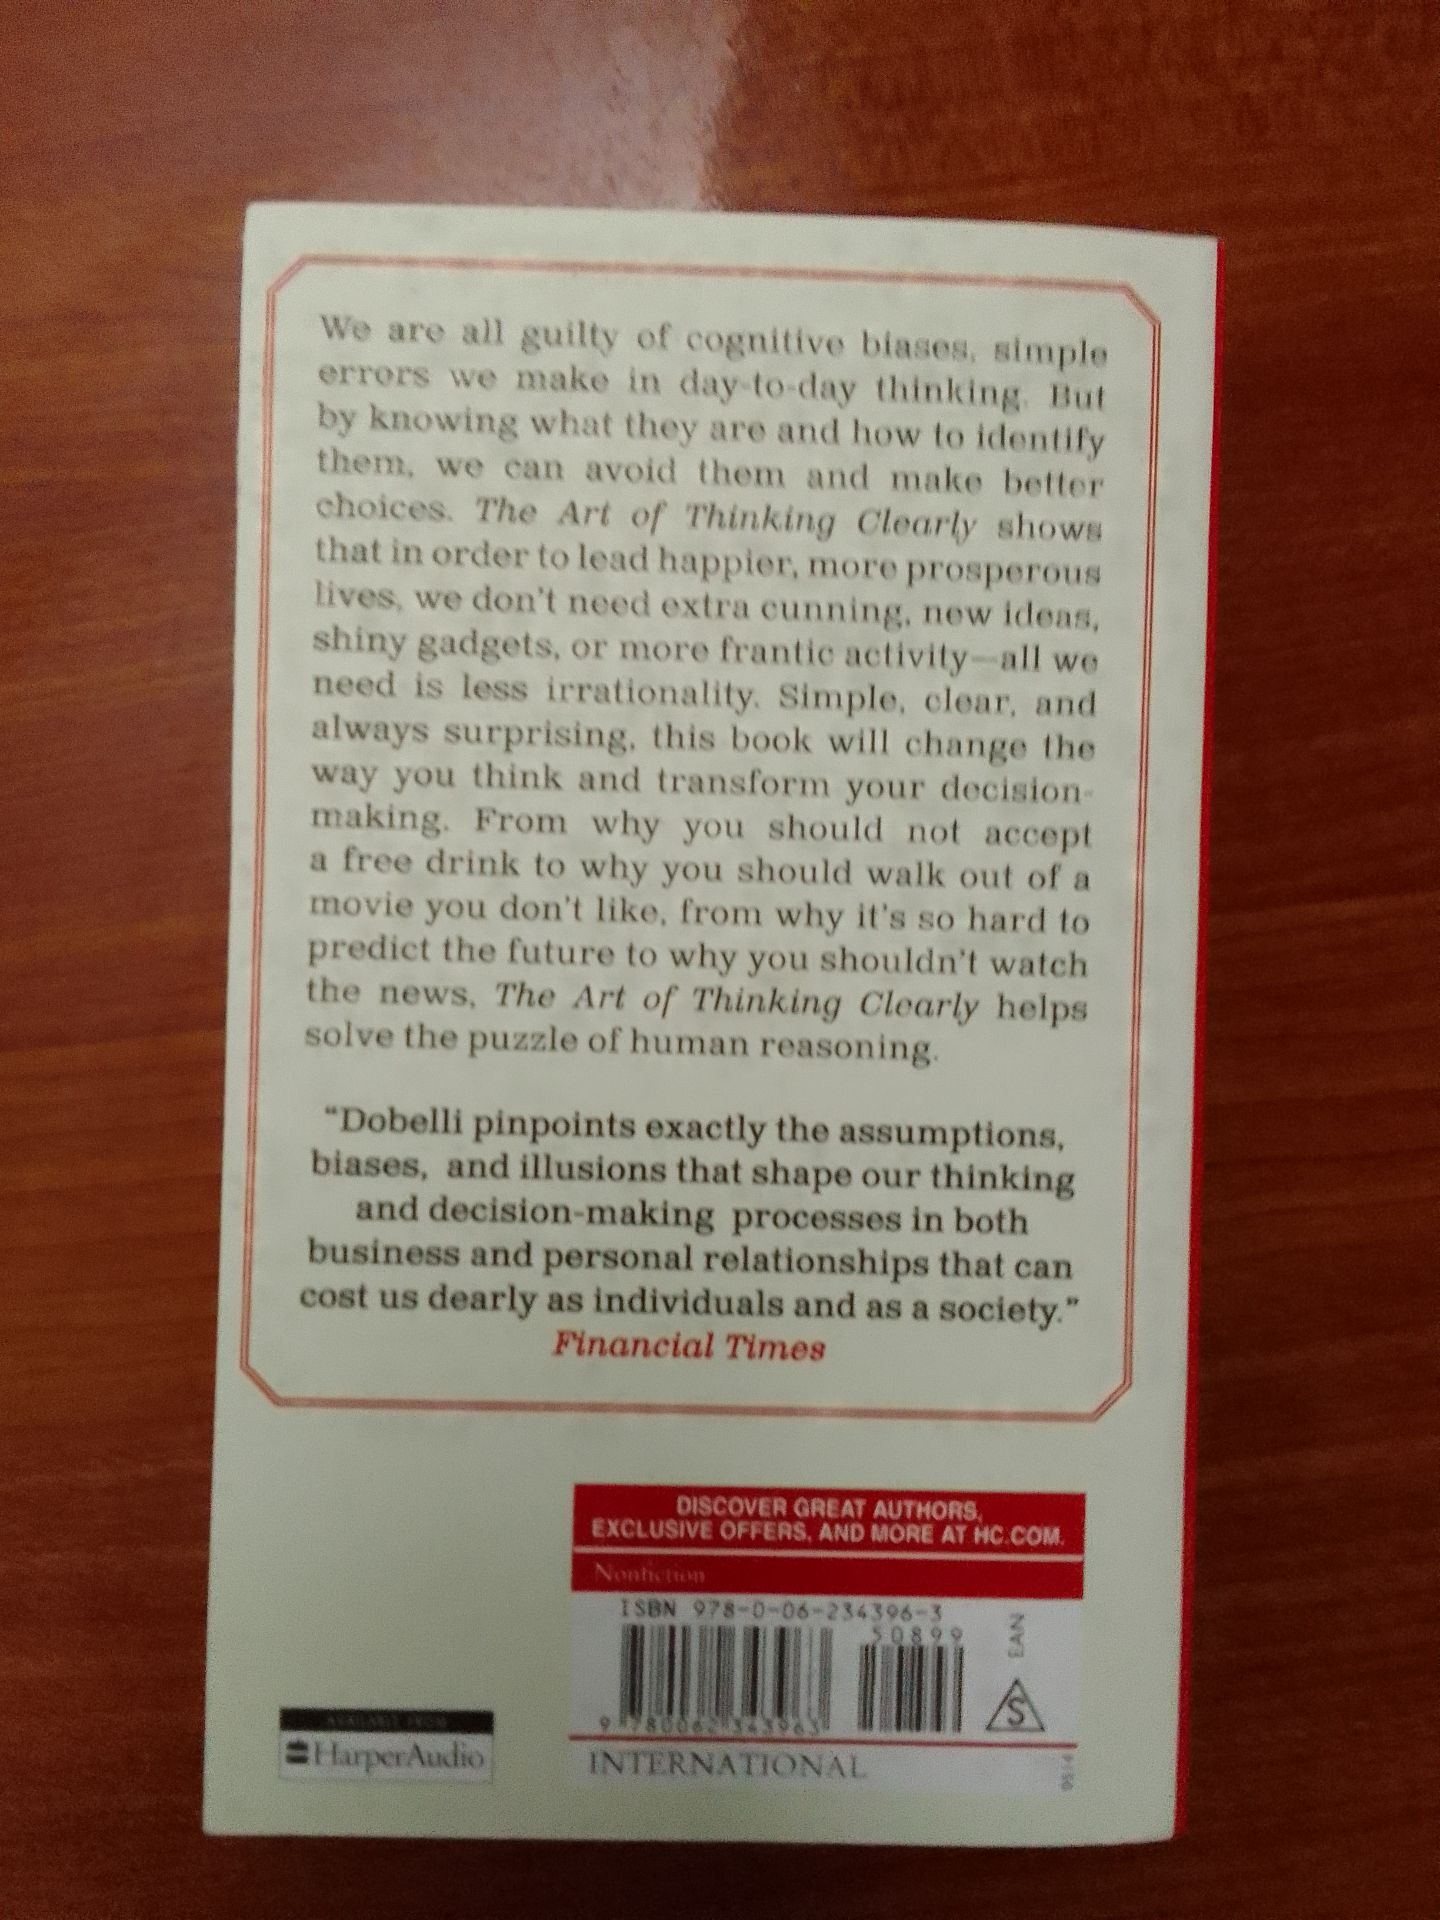 We are all guilty of cognitive biases, simple
errors we make in day-to-day thinking. But
by knowing what they are and how to identify
them, we can avoid them and make better
choices. The Art of Thinking Clearly shows
that in order to lead happier, more prosperous
lives, we don't need extra cunning, new ideas,
shiny gadgets, or more frantic activity—all we
need is less irrationality. Simple, clear, and
always surprising, this book will change the
way you think and transform your decision-
making. From why you should not accept
a free drink to why you should walk out of a
movie you don't like, from why it's so hard to
predict the future to why you shouldn't watch
the news, The Art of Thinking Clearly helps
solve the puzzle of human reasoning.
“Dobelli pinpoints exactly the assumptions,
biases, and illusions that shape our thinking
and decision-making processes in both
business and personal relationships that can
cost us dearly as individuals and as a society.”
Financial Times
DISCOVER GREAT AUTHORS,
EXCLUSIVE OFFERS, AND MORE AT HC.COM.
Nonfiction
ISBN 978-0-06-234396-3
50899
EAN
S
9 780062 343963
INTERNATIONAL
9514
AVAILABLE FROM
HarperAudio